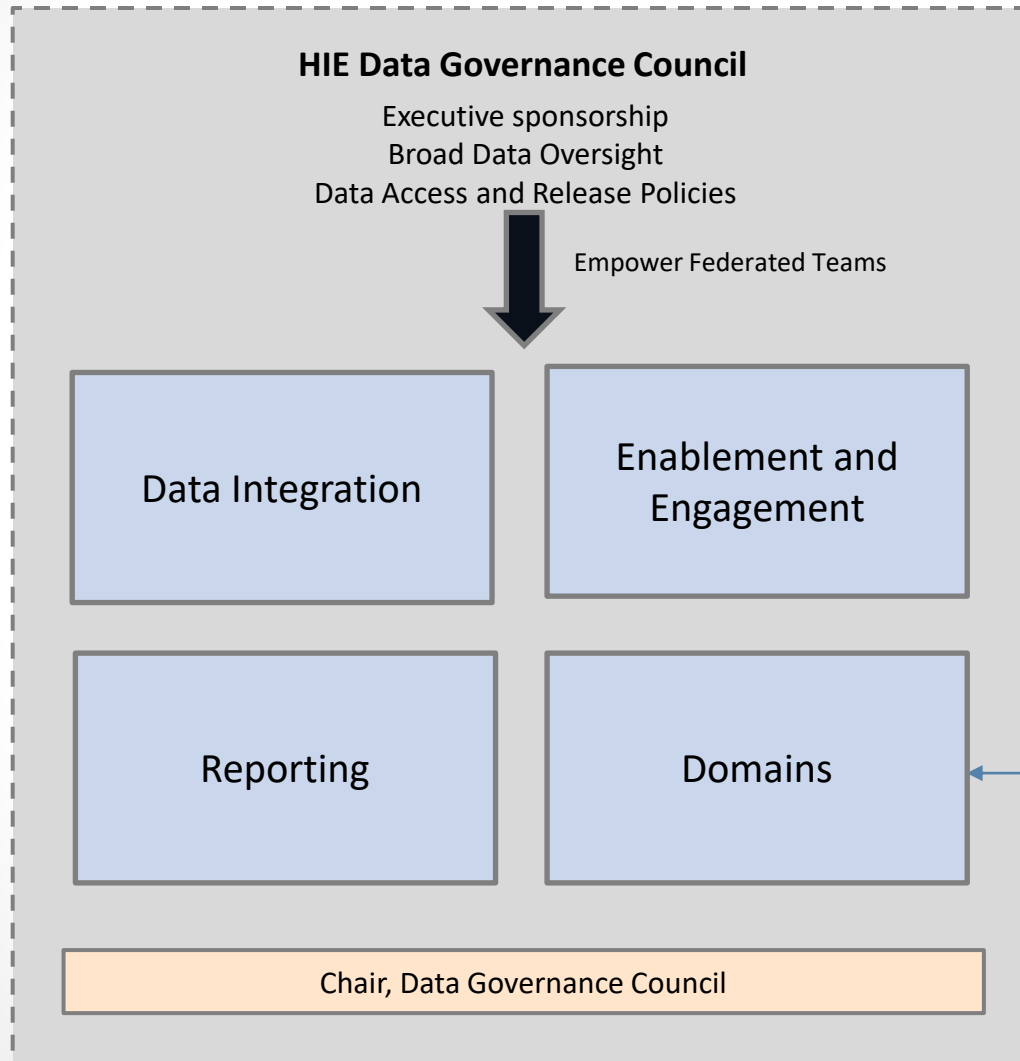 HIE Data Governance Council
Executive sponsorship
Broad Data Oversight
Data Access and Release Policies
Empower Federated Teams
Data Integration
Enablement and
Engagement
Reporting
Domains
Chair, Data Governance Council